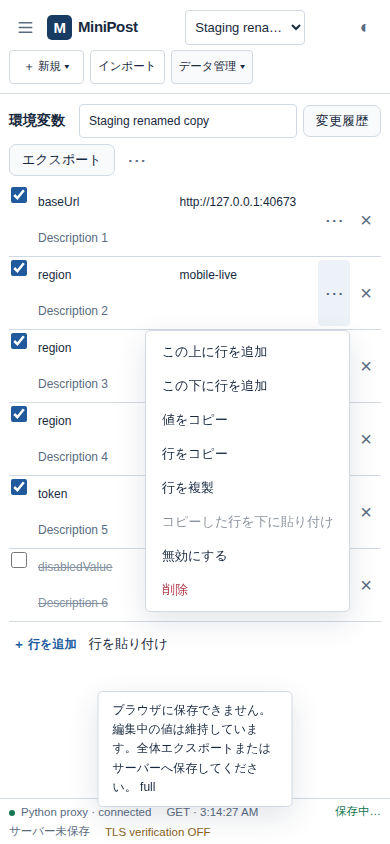 M MiniPost Staging rena…
＋ 新規 ▾ インポート データ管理 ▾
環境変数 Staging renamed copy 変更履歴
エクスポート ···
baseUrl http://127.0.0.1:40673
··· ×
Description 1
region mobile-live
··· ×
Description 2
region
×
Description 3
region
×
Description 4
token
×
Description 5
disabledValue
×
Description 6
この上に行を追加
この下に行を追加
値をコピー
行をコピー
行を複製
コピーした行を下に貼り付け
無効にする
削除
＋ 行を追加 行を貼り付け
ブラウザに保存できません。
編集中の値は維持していま
す。全体エクスポートまたは
サーバーへ保存してくださ
い。 full
Python proxy · connected GET · 3:14:27 AM 保存中…
サーバー未保存 TLS verification OFF